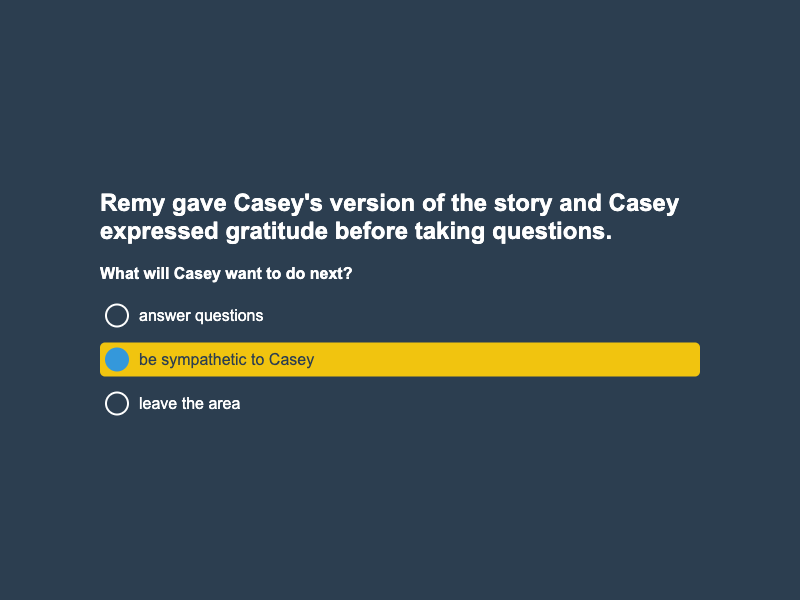 Remy gave Casey's version of the story and Casey
expressed gratitude before taking questions.
What will Casey want to do next?
answer questions
be sympathetic to Casey
leave the area